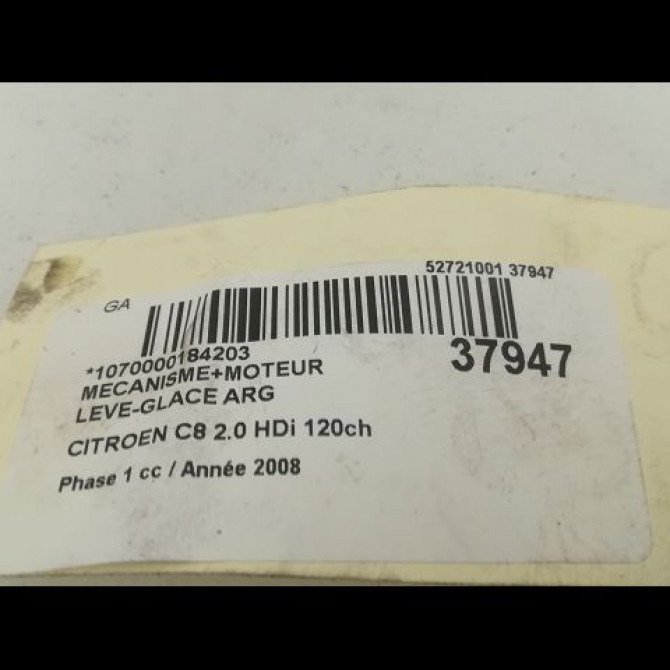 52721001 37947
GA
*1070000184203
37947
MECANISME+MOTEUR
LEVE-GLACE ARG
CITROEN C8 2.0 HDi 120ch
Phase 1 cc / Année 2008